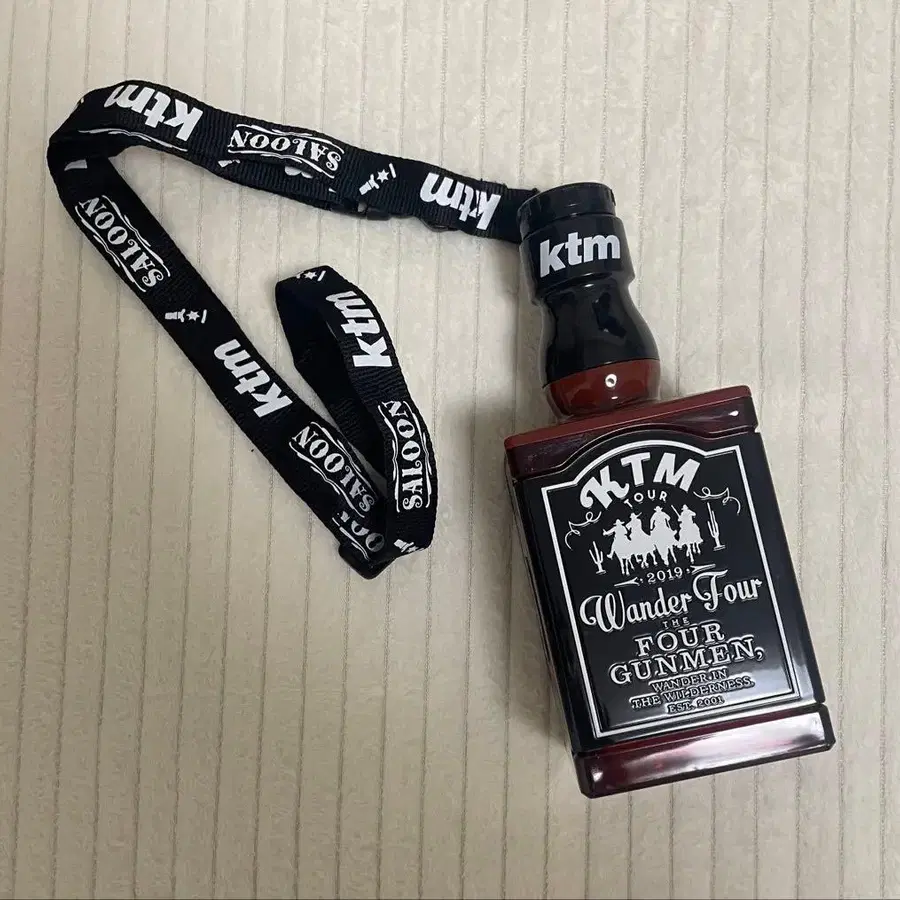 ktm
SALOON
ktm
SALOON
ktm
SALOON
ktm
SALOON
ktm
KTM
TOUR
2019
Wander Four
THE
FOUR
GUNMEN,
WANDER IN
THE WILDERNESS.
EST. 2001